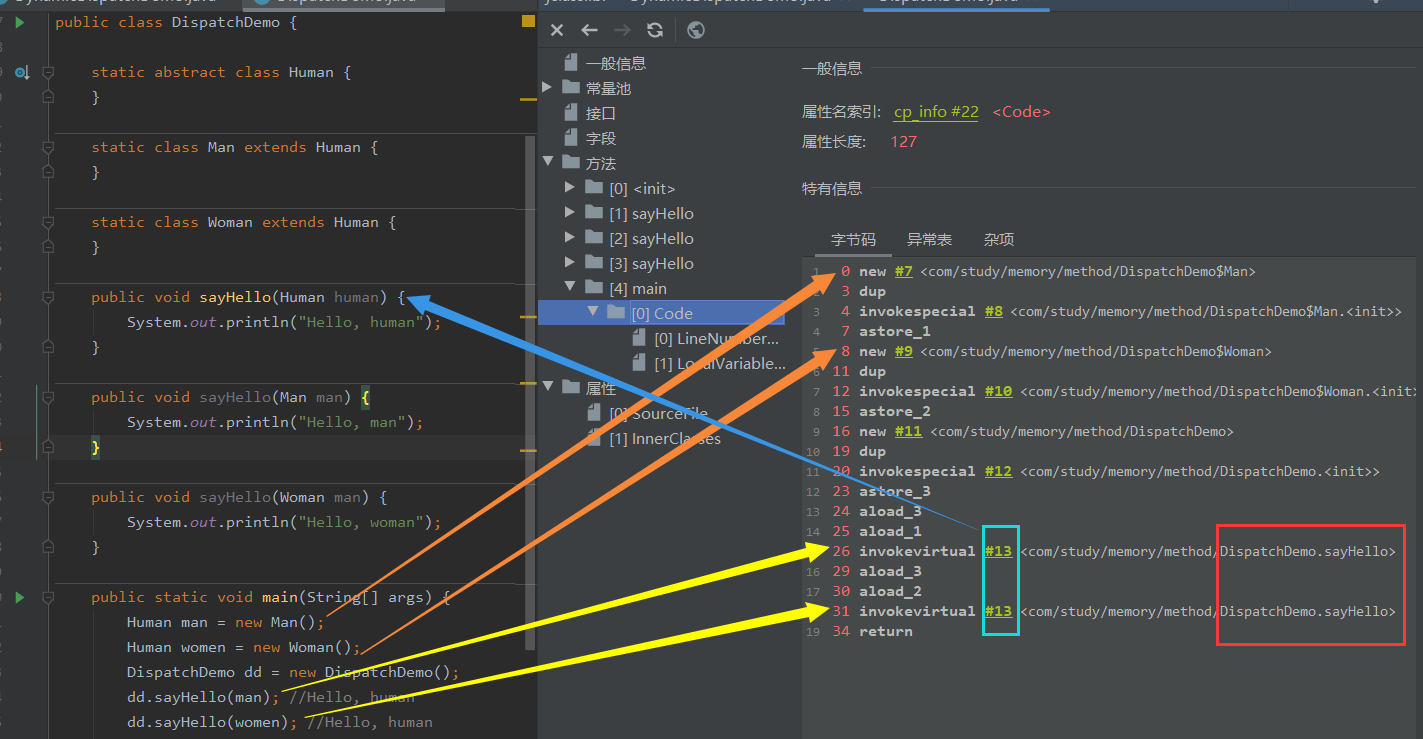 public class DispatchDemo {
static abstract class Human {
}
static class Man extends Human {
}
static class Woman extends Human {
}
public void sayHello(Human human) {
System.out.println("Hello, human");
}
public void sayHello(Man man) {
System.out.println("Hello, man");
}
public void sayHello(Woman man) {
System.out.println("Hello, woman");
}
public static void main(String[] args) {
Human man = new Man();
Human women = new Woman();
DispatchDemo dd = new DispatchDemo();
dd.sayHello(man); //Hello, human
dd.sayHello(women); //Hello, human
一般信息
常量池
接口
字段
方法
[0] <init>
[1] sayHello
[2] sayHello
[3] sayHello
[4] main
[0] Code
[0] LineNumber...
[1] LocalVariable...
属性
[0] SourceFile
[1] InnerClasses
一般信息
属性名索引: cp_info #22 <Code>
属性长度: 127
特有信息
字节码 异常表 杂项
1 0 new #7 <com/study/memory/method/DispatchDemo$Man>
2 3 dup
3 4 invokespecial #8 <com/study/memory/method/DispatchDemo$Man.<init>>
4 7 astore_1
5 8 new #9 <com/study/memory/method/DispatchDemo$Woman>
6 11 dup
7 12 invokespecial #10 <com/study/memory/method/DispatchDemo$Woman.<init>
8 15 astore_2
9 16 new #11 <com/study/memory/method/DispatchDemo>
10 19 dup
11 20 invokespecial #12 <com/study/memory/method/DispatchDemo.<init>>
12 23 astore_3
13 24 aload_3
14 25 aload_1
26 invokevirtual #13 <com/study/memory/method/DispatchDemo.sayHello>
16 29 aload_3
17 30 aload_2
31 invokevirtual #13 <com/study/memory/method/DispatchDemo.sayHello>
19 34 return